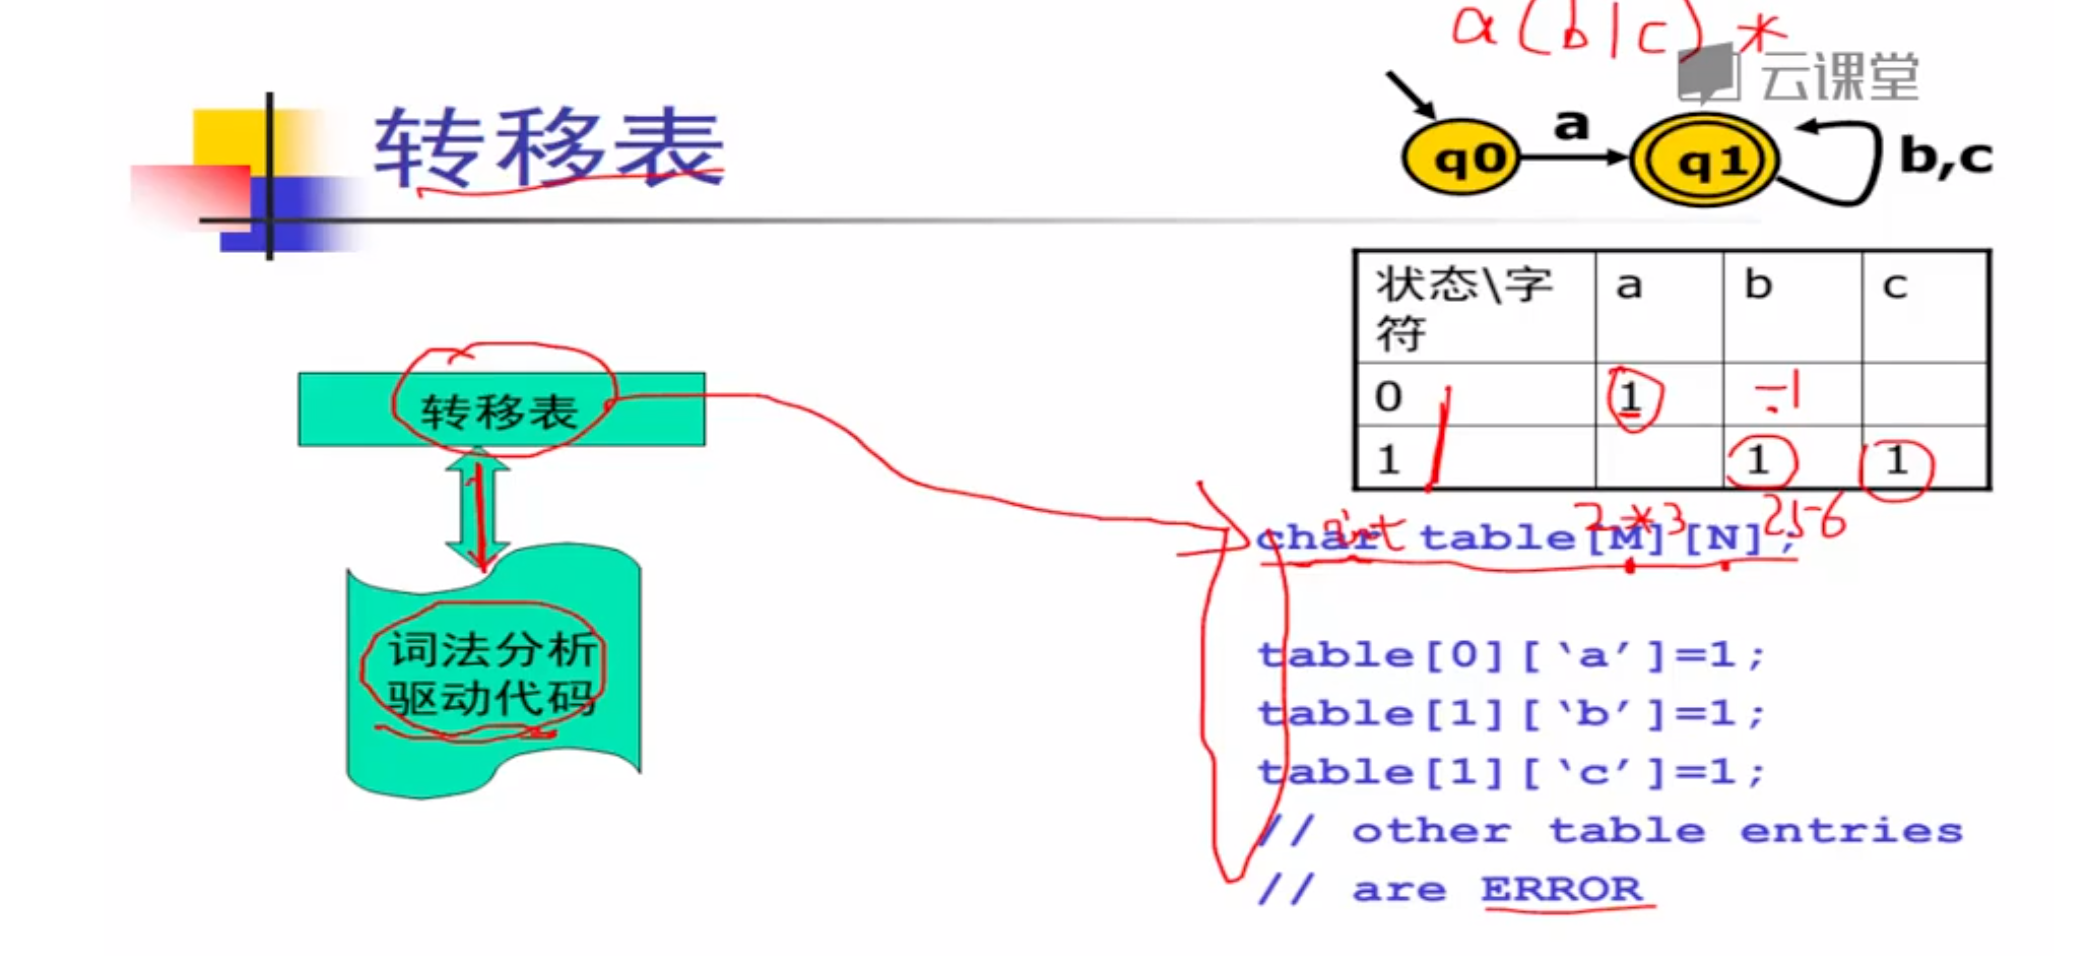 a(b|c)*
云课堂
转移表
a
q0
q1
b,c
状态\字符 a b c
0 1 -1
1 1 1
转移表
2*3
256
int
char table[M][N];
词法分析
驱动代码
table[0][‘a’]=1;
table[1][‘b’]=1;
table[1][‘c’]=1;
// other table entries
// are ERROR